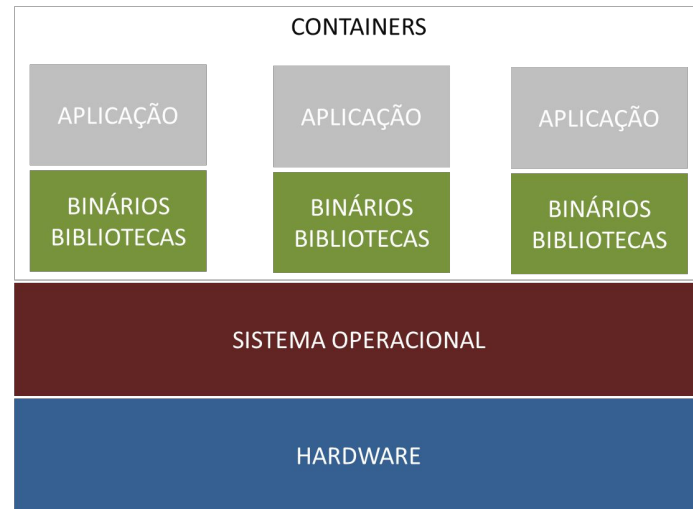 CONTAINERS
APLICAÇÃO
APLICAÇÃO
APLICAÇÃO
BINÁRIOS
BIBLIOTECAS
BINÁRIOS
BIBLIOTECAS
BINÁRIOS
BIBLIOTECAS
SISTEMA OPERACIONAL
HARDWARE